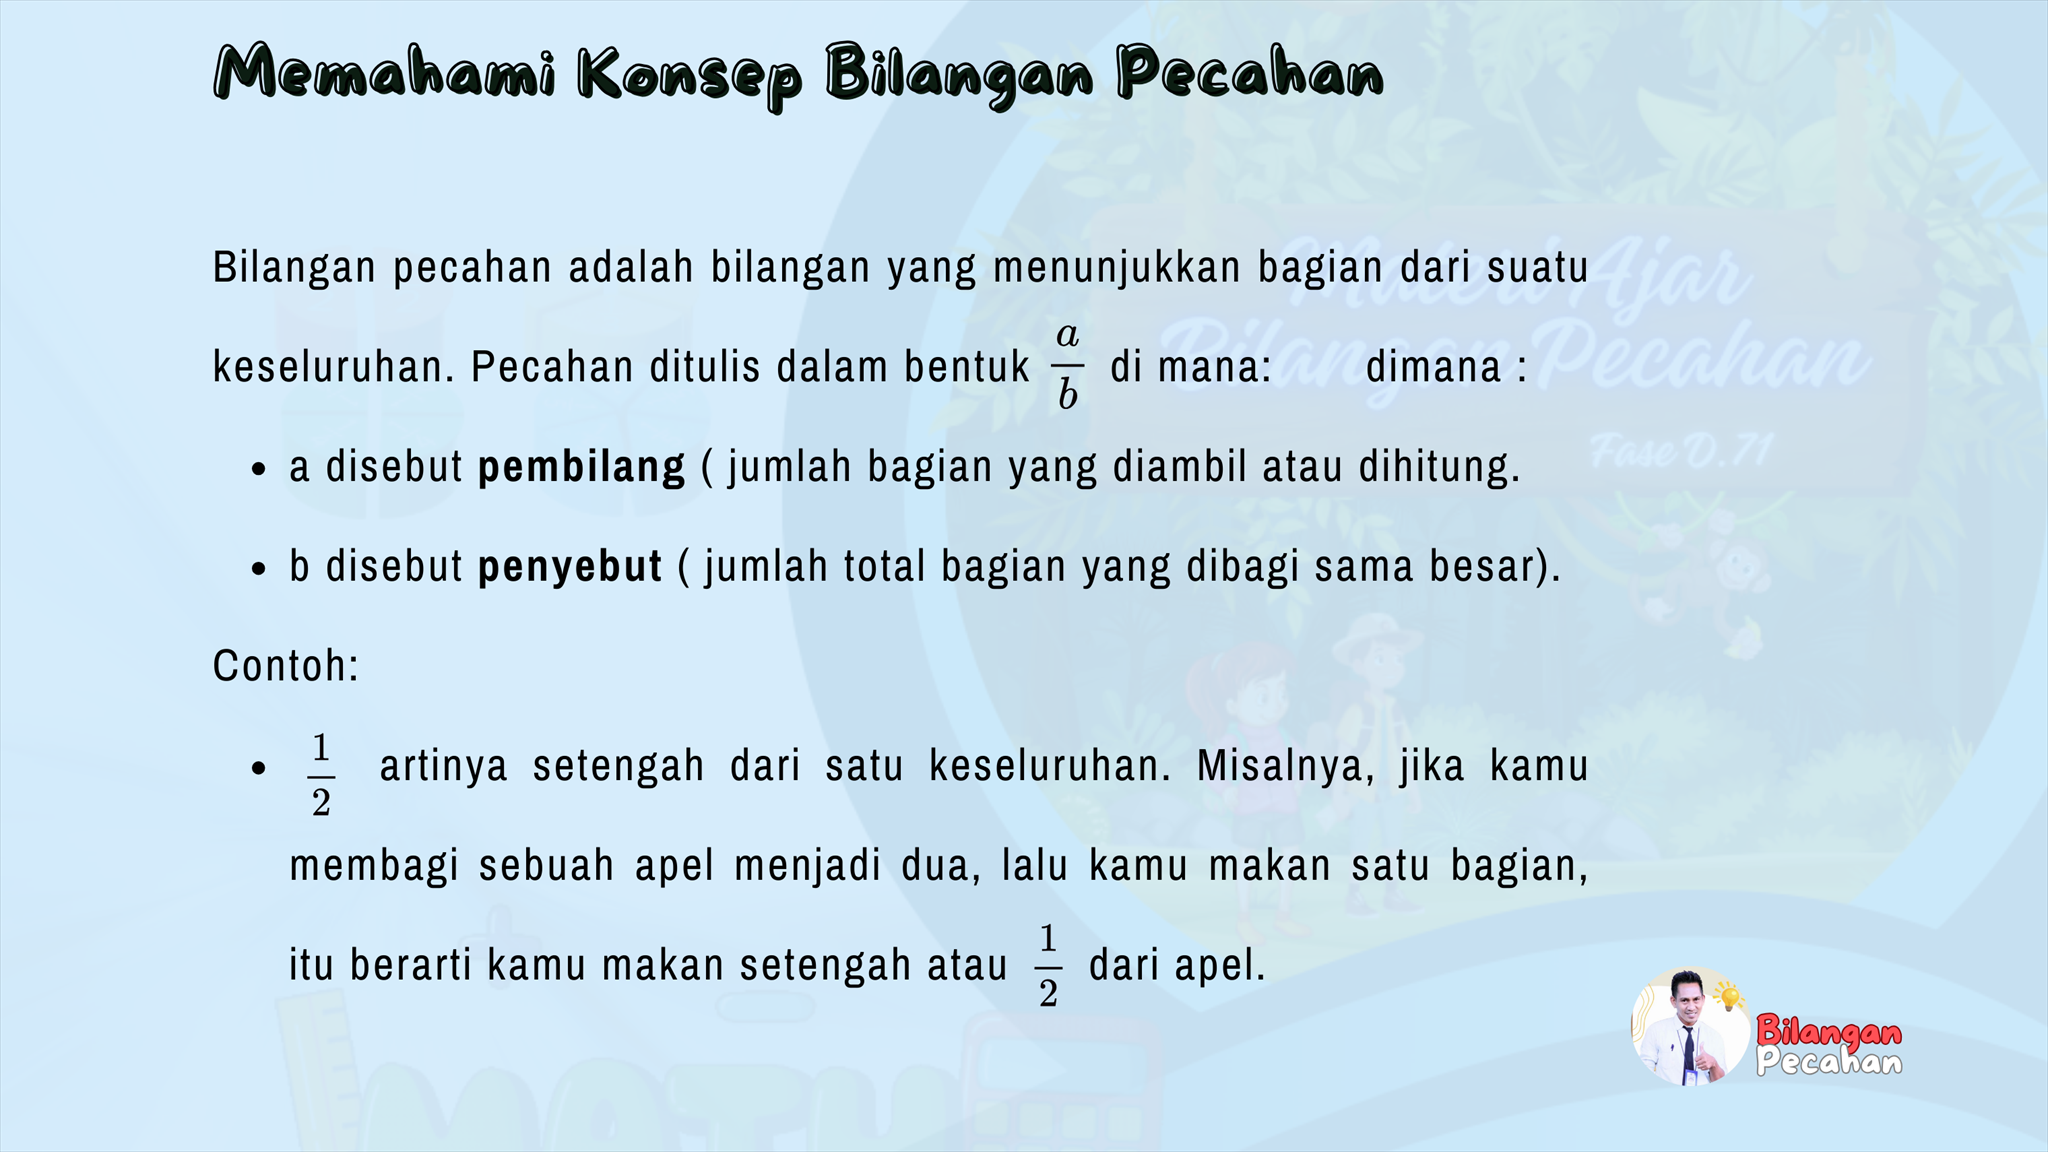 Memahami Konsep Bilangan Pecahan
Materi Ajar
Bilangan Pecahan
Fase D.71
Bilangan pecahan adalah bilangan yang menunjukkan bagian dari suatu
keseluruhan. Pecahan ditulis dalam bentuk a/b di mana: dimana :
• a disebut pembilang ( jumlah bagian yang diambil atau dihitung.
• b disebut penyebut ( jumlah total bagian yang dibagi sama besar).
Contoh:
• 1/2 artinya setengah dari satu keseluruhan. Misalnya, jika kamu
membagi sebuah apel menjadi dua, lalu kamu makan satu bagian,
itu berarti kamu makan setengah atau 1/2 dari apel.
MATH
Bilangan
Pecahan